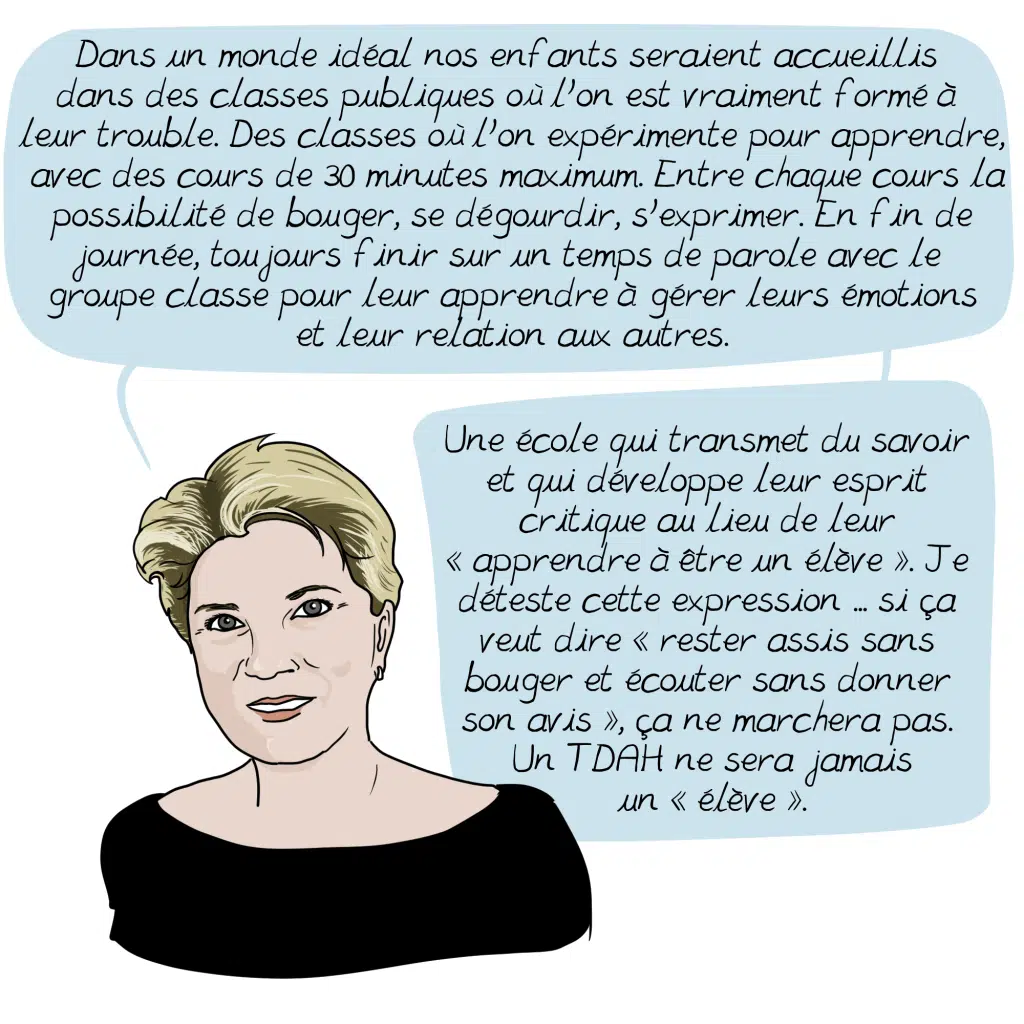 Dans un monde idéal nos enfants seraient accueillis
dans des classes publiques où l'on est vraiment formé à
leur trouble. Des classes où l'on expérimente pour apprendre,
avec des cours de 30 minutes maximum. Entre chaque cours la
possibilité de bouger, se dégourdir, s'exprimer. En fin de
journée, toujours finir sur un temps de parole avec le
groupe classe pour leur apprendre à gérer leurs émotions
et leur relation aux autres.
Une école qui transmet du savoir
et qui développe leur esprit
critique au lieu de leur
« apprendre à être un élève ». Je
déteste cette expression ... si ça
veut dire « rester assis sans
bouger et écouter sans donner
son avis », ça ne marchera pas.
Un TDAH ne sera jamais
un « élève ».